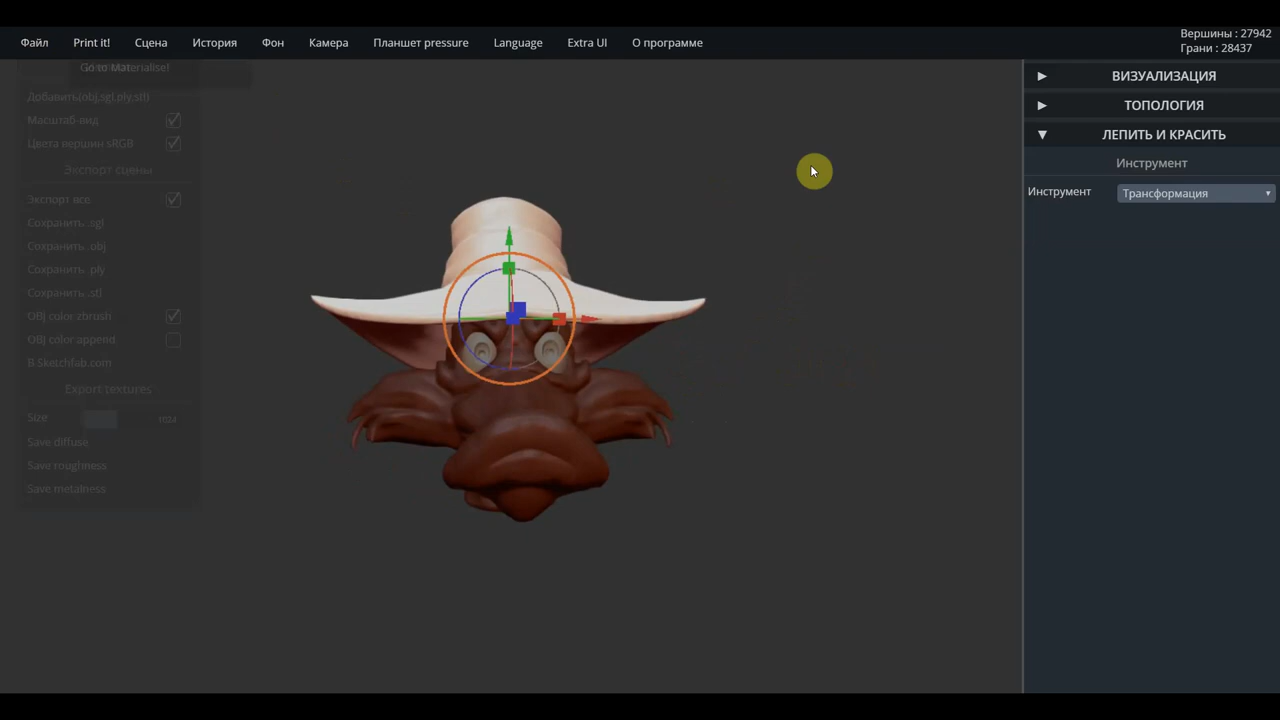 Файл Print it! Сцена История Фон Камера Планшет pressure Language Extra UI О программе
Вершины : 27942
Грани : 28437
Go to Materialise!
Добавить(obj,sgl,ply,stl)
Масштаб-вид
Цвета вершин sRGB
Экспорт сцены
Экспорт все
Сохранить .sgl
Сохранить .obj
Сохранить .ply
Сохранить .stl
OBJ color zbrush
OBJ color append
В Sketchfab.com
Export textures
Size 1024
Save diffuse
Save roughness
Save metalness
ВИЗУАЛИЗАЦИЯ
ТОПОЛОГИЯ
ЛЕПИТЬ И КРАСИТЬ
Инструмент
Инструмент Трансформация